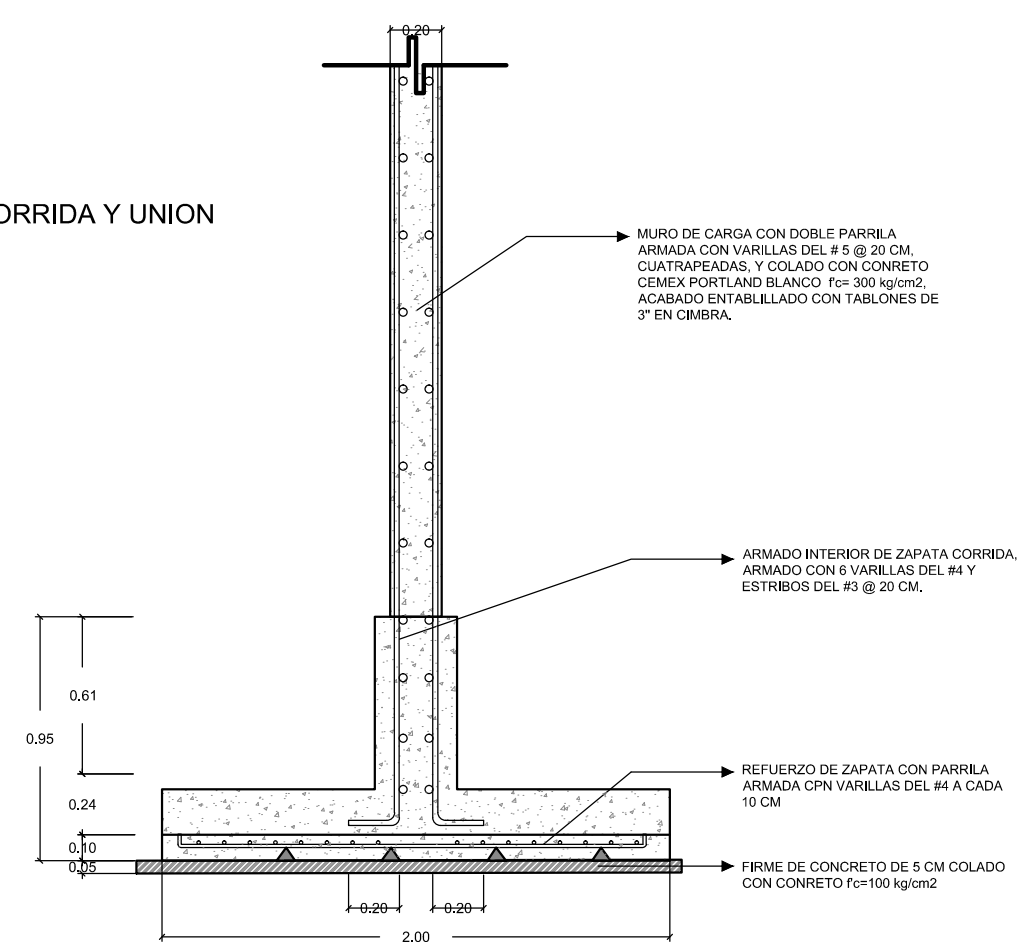 0.20
ORRIDA Y UNION
MURO DE CARGA CON DOBLE PARRILA
ARMADA CON VARILLAS DEL # 5 @ 20 CM,
CUATRAPEADAS, Y COLADO CON CONRETO
CEMEX PORTLAND BLANCO f'c= 300 kg/cm2,
ACABADO ENTABLILLADO CON TABLONES DE
3" EN CIMBRA.
ARMADO INTERIOR DE ZAPATA CORRIDA,
ARMADO CON 6 VARILLAS DEL #4 Y
ESTRIBOS DEL #3 @ 20 CM.
0.61
0.95
0.24
0.10
0.05
REFUERZO DE ZAPATA CON PARRILA
ARMADA CPN VARILLAS DEL #4 A CADA
10 CM
FIRME DE CONCRETO DE 5 CM COLADO
CON CONRETO f'c=100 kg/cm2
0.20
0.20
2.00